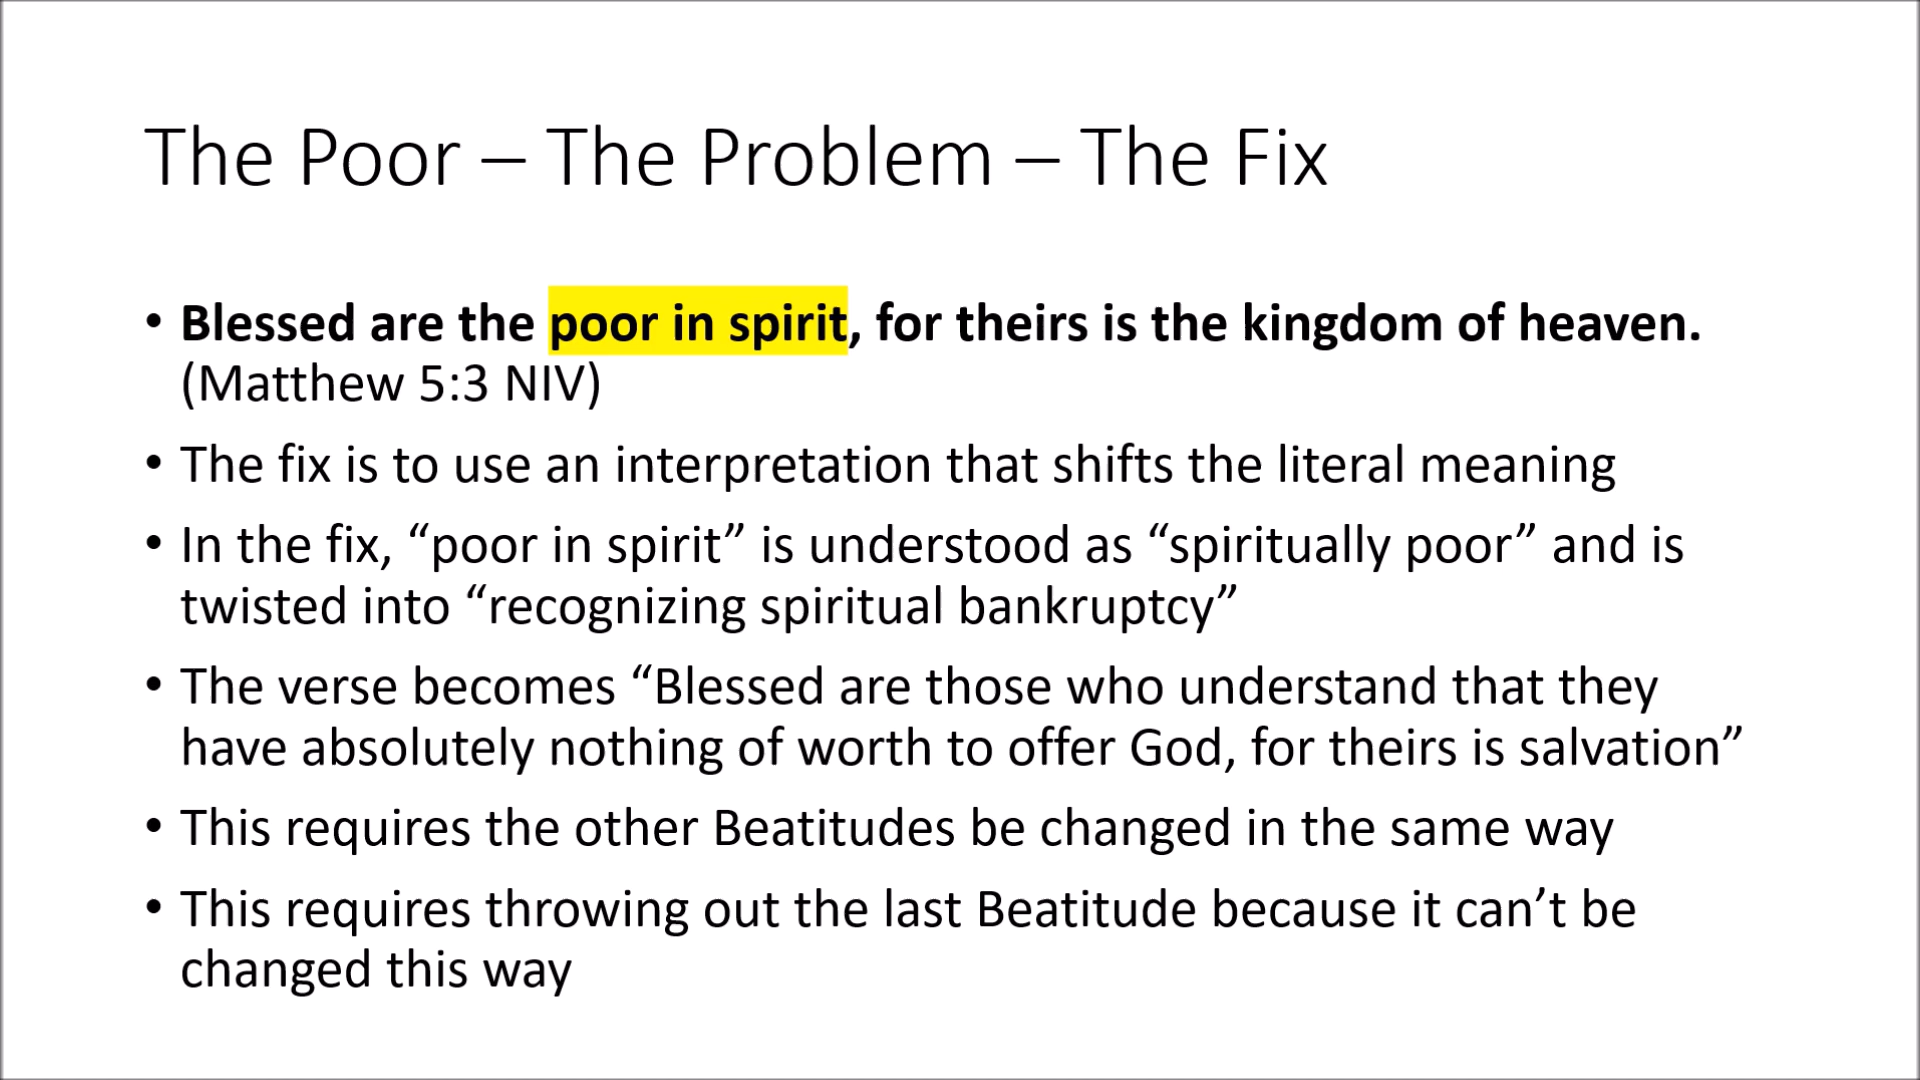 The Poor – The Problem – The Fix
• Blessed are the poor in spirit, for theirs is the kingdom of heaven.
(Matthew 5:3 NIV)
• The fix is to use an interpretation that shifts the literal meaning
• In the fix, “poor in spirit” is understood as “spiritually poor” and is
twisted into “recognizing spiritual bankruptcy”
• The verse becomes “Blessed are those who understand that they
have absolutely nothing of worth to offer God, for theirs is salvation”
• This requires the other Beatitudes be changed in the same way
• This requires throwing out the last Beatitude because it can’t be
changed this way